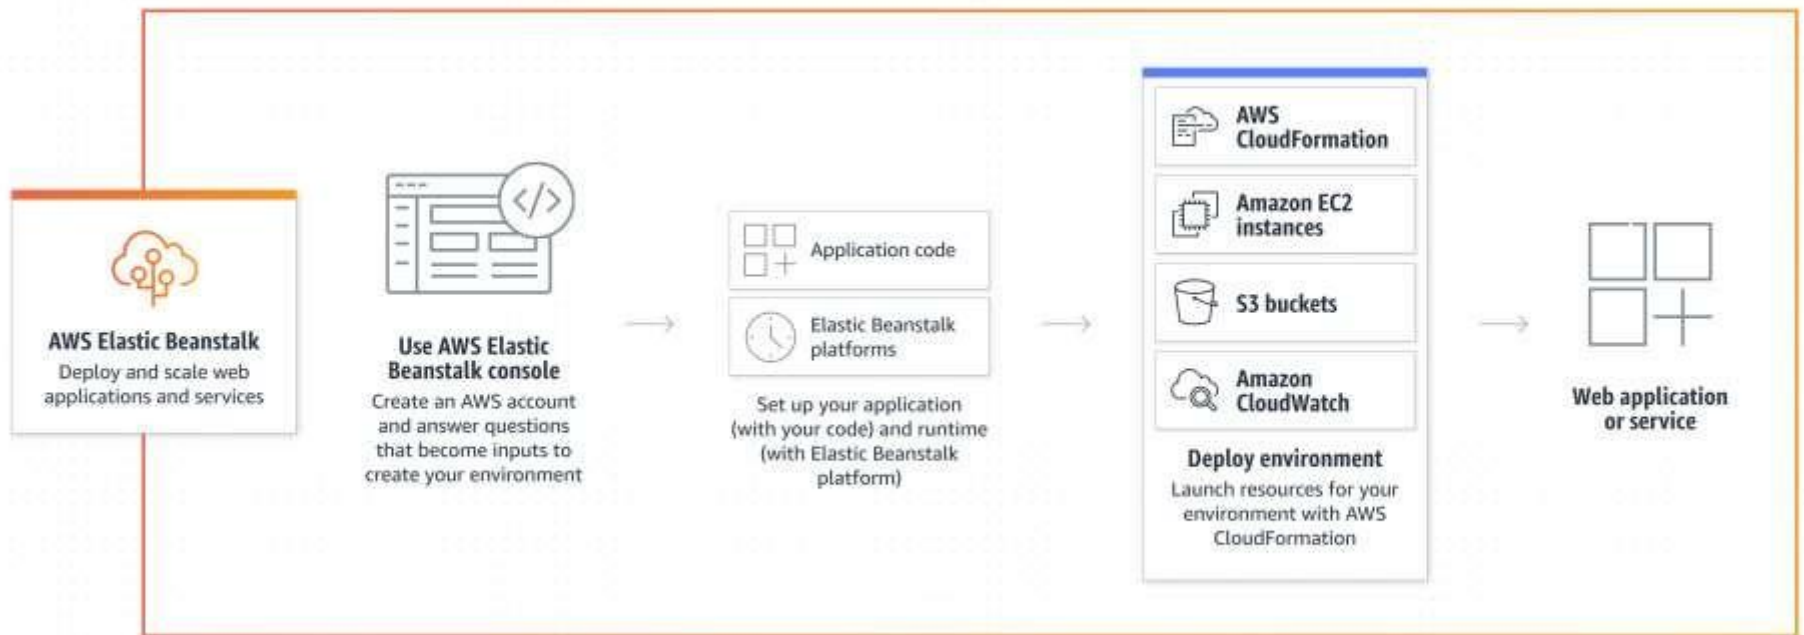 AWS Elastic Beanstalk
Deploy and scale web
applications and services
Use AWS Elastic
Beanstalk console
Create an AWS account
and answer questions
that become inputs to
create your environment
Application code
Elastic Beanstalk
platforms
Set up your application
(with your code) and runtime
(with Elastic Beanstalk
platform)
AWS
CloudFormation
Amazon EC2
instances
S3 buckets
Amazon
CloudWatch
Deploy environment
Launch resources for your
environment with AWS
CloudFormation
Web application
or service